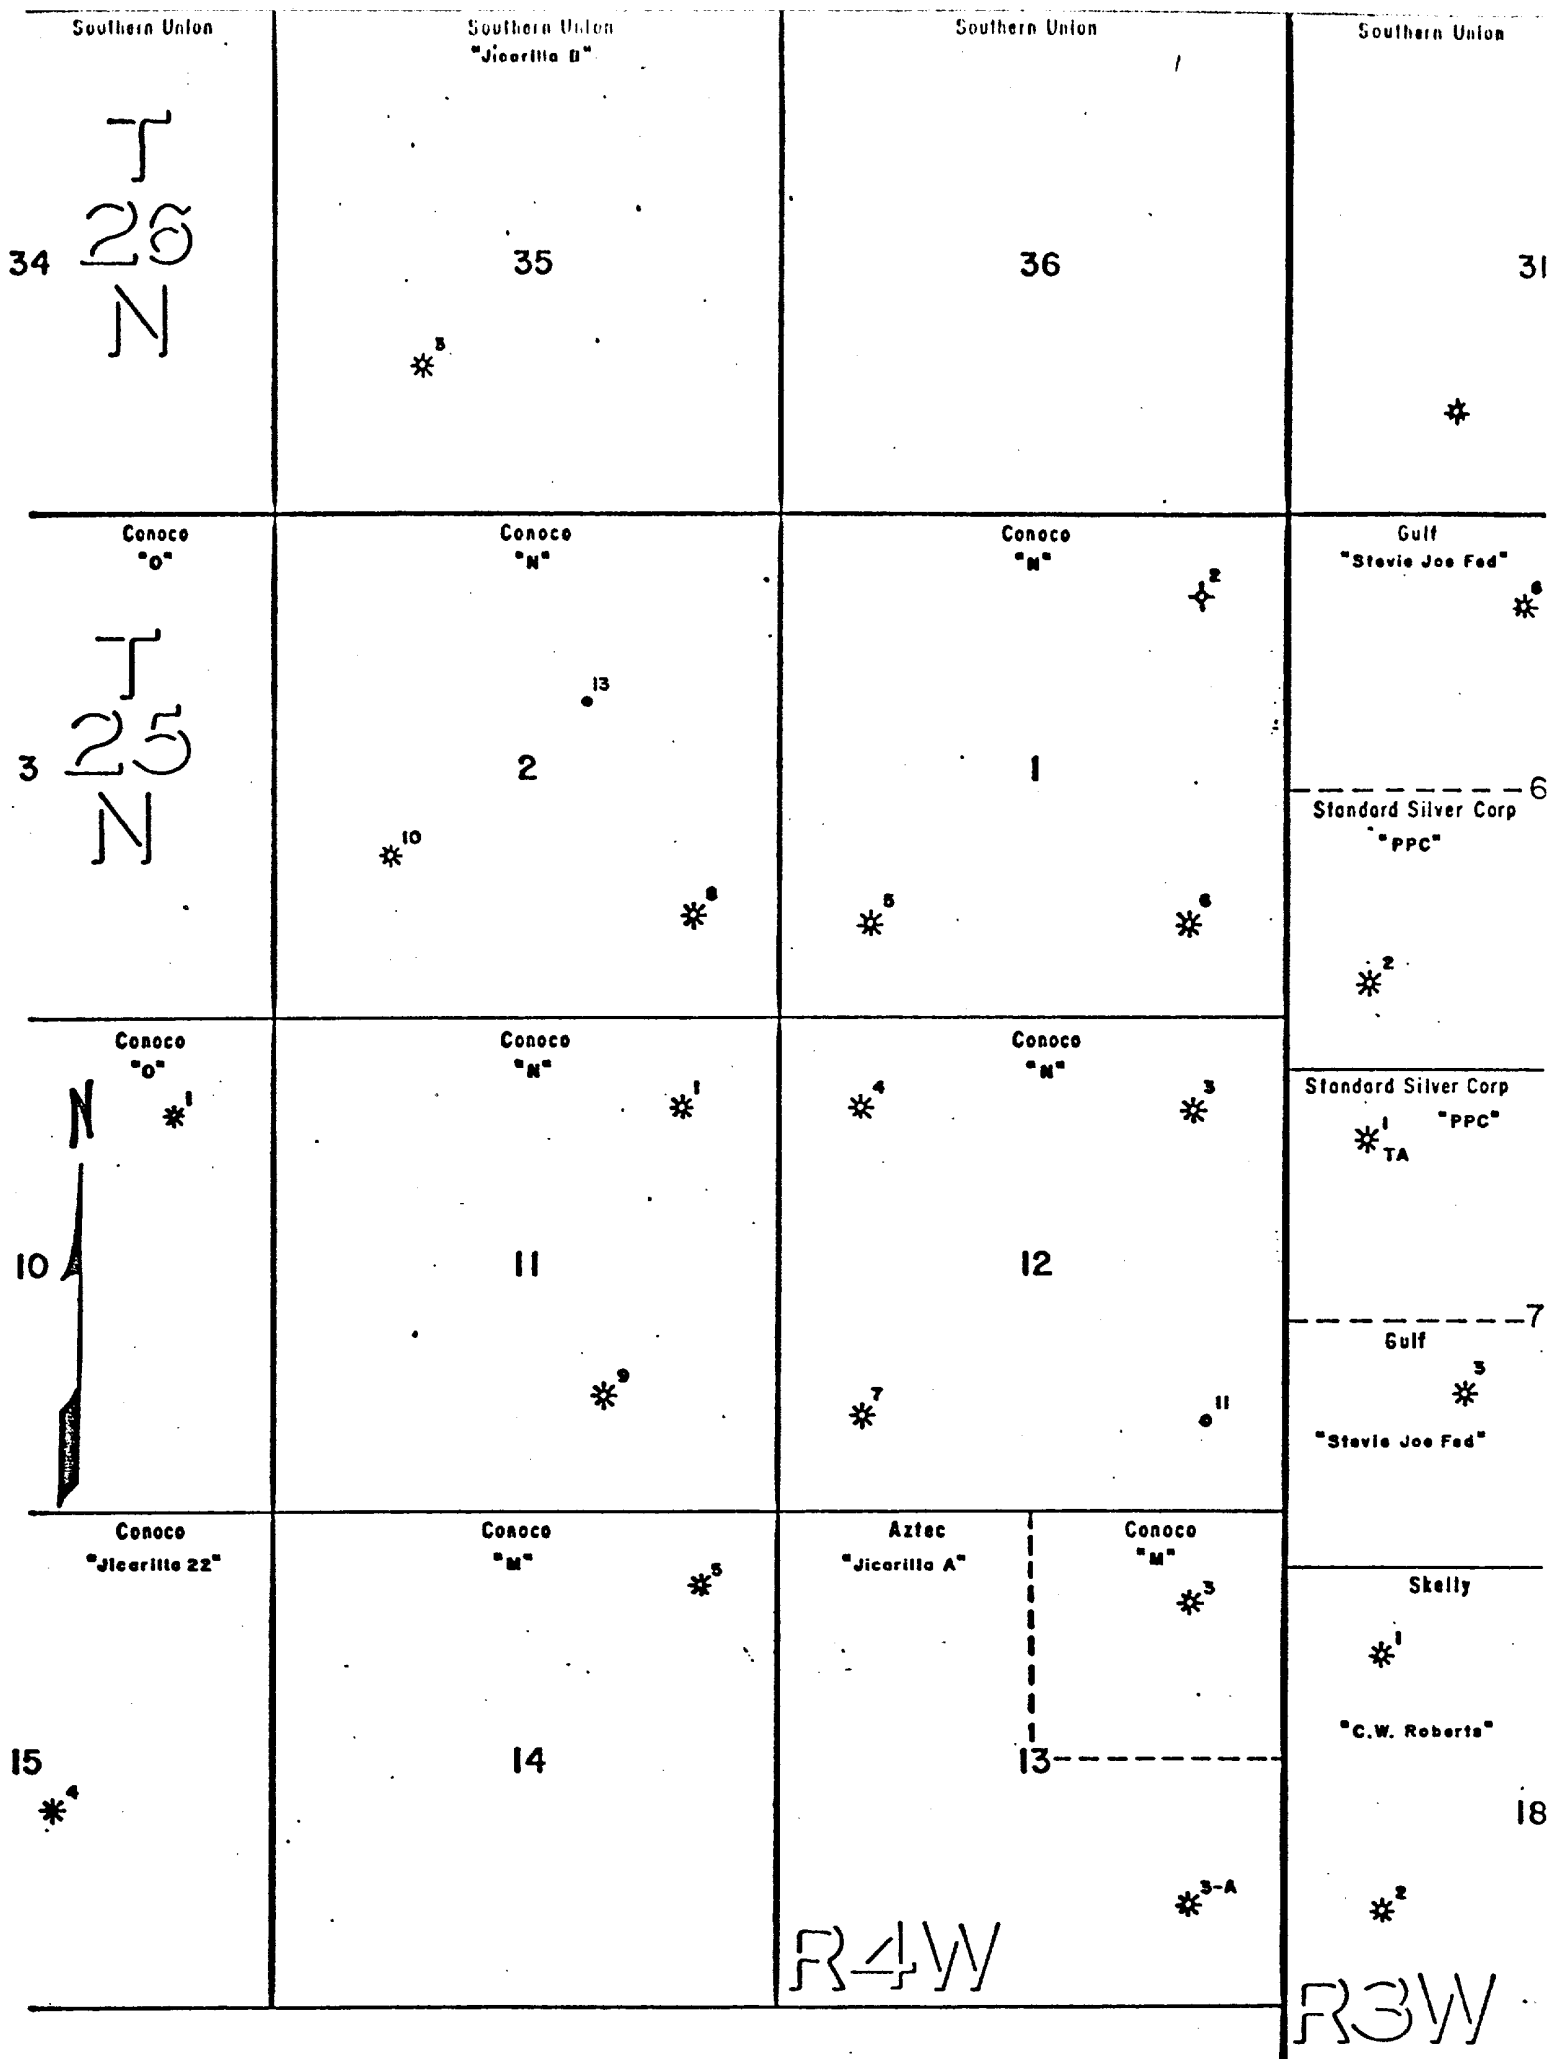 Southern Union
Southern Union
"Jicarilla B"
Southern Union
Southern Union
T
26
N
34
35
36
31
3
Conoco
"O"
Conoco
"N"
Conoco
"N"
Gulf
"Stevie Joe Fed"
2
6
T
25
N
13
3
2
1
6
Standard Silver Corp
"PPC"
10
8
5
6
2
Conoco
"O"
Conoco
"N"
Conoco
"N"
Standard Silver Corp
"PPC"
N
1
1
4
3
1
TA
10
11
12
7
Gulf
9
7
11
3
"Stevie Joe Fed"
Conoco
"Jicarilla 22"
Conoco
"M"
Aztec
"Jicarilla A"
Conoco
"M"
Skelly
5
3
1
"C.W. Roberts"
15
14
13
4
18
3-A
2
R4W
R3W